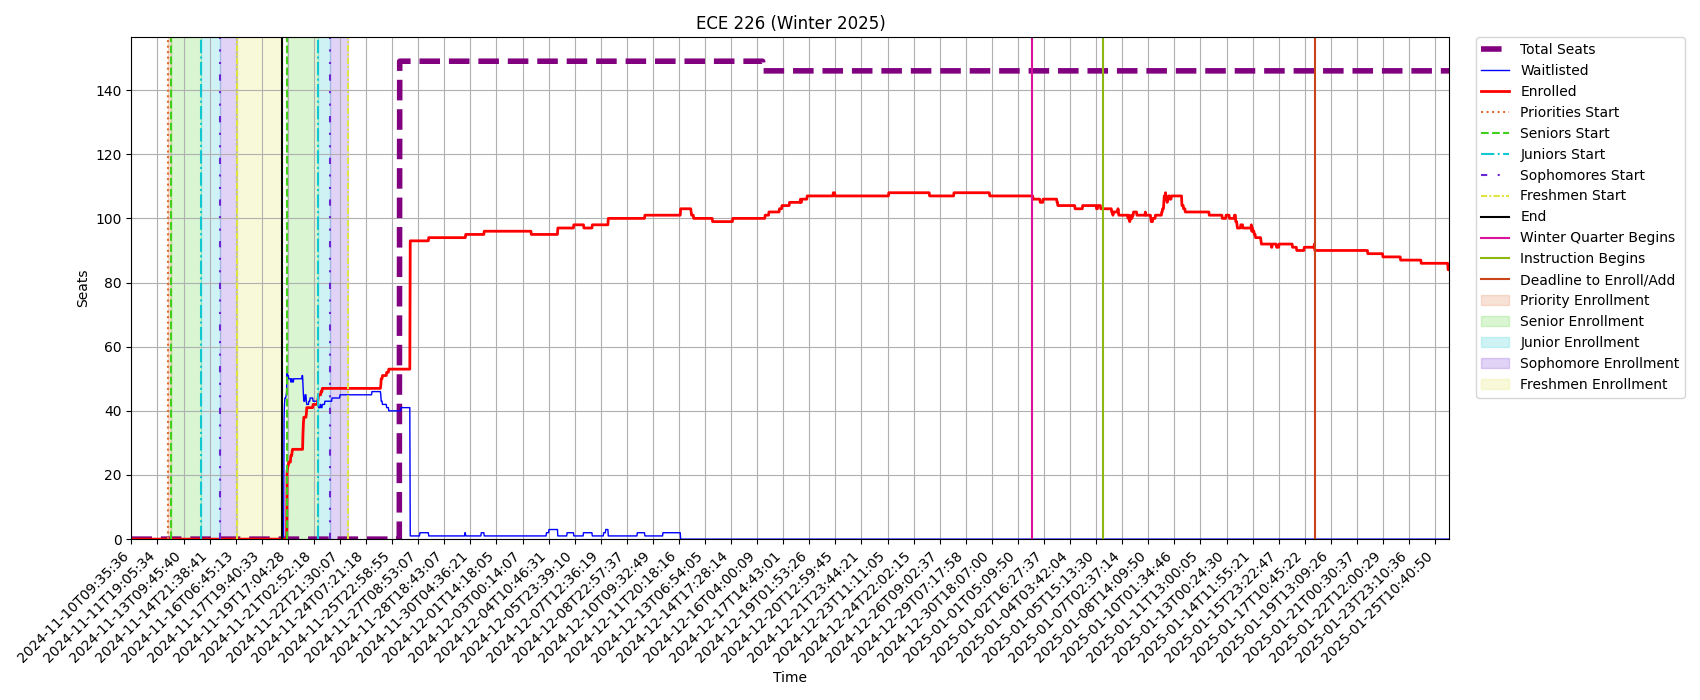 ECE 226 (Winter 2025)
Seats
140
120
100
80
60
40
20
0
2024-11-10T09:35:36
2024-11-11T19:05:34
2024-11-13T09:45:40
2024-11-14T21:38:41
2024-11-16T06:45:13
2024-11-17T19:40:33
2024-11-19T17:04:28
2024-11-21T02:52:18
2024-11-22T21:30:07
2024-11-24T07:21:18
2024-11-25T22:58:55
2024-11-27T08:53:07
2024-11-28T18:43:07
2024-11-30T04:36:21
2024-12-01T14:18:05
2024-12-03T00:14:07
2024-12-04T10:46:31
2024-12-05T23:39:10
2024-12-07T12:36:19
2024-12-08T22:57:37
2024-12-10T09:32:49
2024-12-11T20:18:16
2024-12-13T06:54:05
2024-12-14T17:28:14
2024-12-16T04:00:09
2024-12-17T14:43:01
2024-12-19T01:53:26
2024-12-20T12:59:45
2024-12-21T23:44:21
2024-12-23T11:11:05
2024-12-24T22:02:15
2024-12-26T09:02:37
2024-12-29T07:17:58
2024-12-30T18:07:00
2025-01-01T05:09:50
2025-01-02T16:27:37
2025-01-04T03:42:04
2025-01-05T15:13:30
2025-01-07T02:37:14
2025-01-08T14:09:50
2025-01-10T01:34:46
2025-01-11T13:00:05
2025-01-13T00:24:30
2025-01-14T11:55:21
2025-01-15T23:22:47
2025-01-17T10:45:22
2025-01-19T13:09:26
2025-01-21T00:30:37
2025-01-22T12:00:29
2025-01-23T23:10:36
2025-01-25T10:40:50
Time
Total Seats
Waitlisted
Enrolled
Priorities Start
Seniors Start
Juniors Start
Sophomores Start
Freshmen Start
End
Winter Quarter Begins
Instruction Begins
Deadline to Enroll/Add
Priority Enrollment
Senior Enrollment
Junior Enrollment
Sophomore Enrollment
Freshmen Enrollment